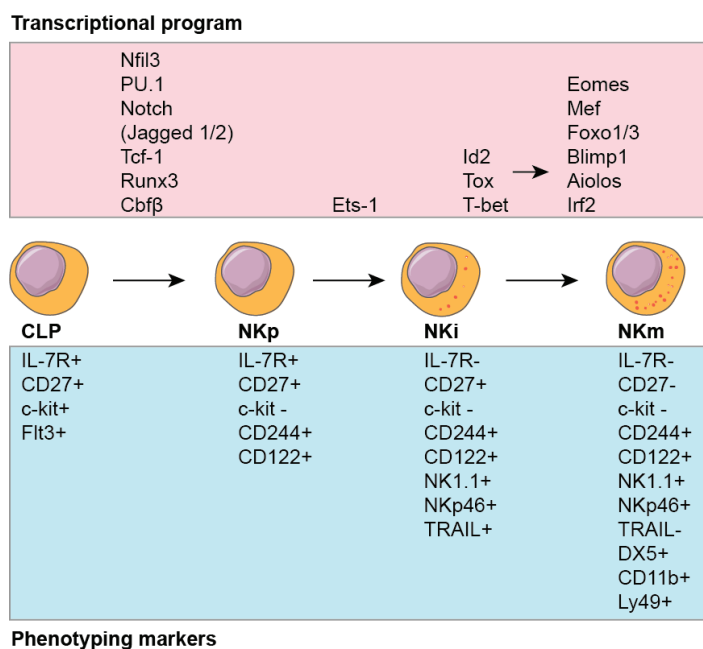 Transcriptional program
Nfil3
PU.1
Notch
(Jagged 1/2)
Tcf-1
Runx3
Cbfβ
Ets-1
Id2
Tox
T-bet
Eomes
Mef
Foxo1/3
Blimp1
Aiolos
Irf2
CLP
NKp
NKi
NKm
IL-7R+
CD27+
c-kit+
Flt3+
IL-7R+
CD27+
c-kit -
CD244+
CD122+
IL-7R-
CD27+
c-kit -
CD244+
CD122+
NK1.1+
NKp46+
TRAIL+
IL-7R-
CD27-
c-kit -
CD244+
CD122+
NK1.1+
NKp46+
TRAIL-
DX5+
CD11b+
Ly49+
Phenotyping markers